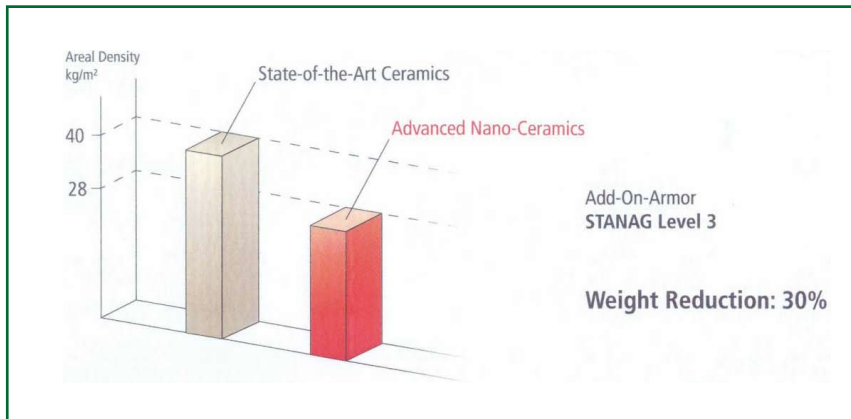 Areal Density
kg/m²
State-of-the-Art Ceramics
Advanced Nano-Ceramics
40
28
Add-On-Armor
STANAG Level 3
Weight Reduction: 30%